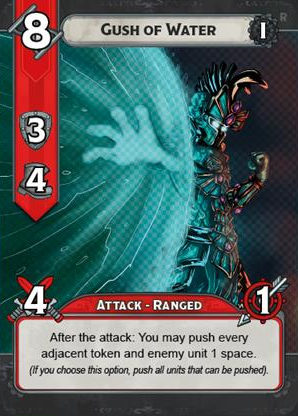 8
GUSH OF WATER
I
R
3
4
4
ATTACK - RANGED
1
After the attack: You may push every
adjacent token and enemy unit 1 space.
(If you choose this option, push all units that can be pushed).